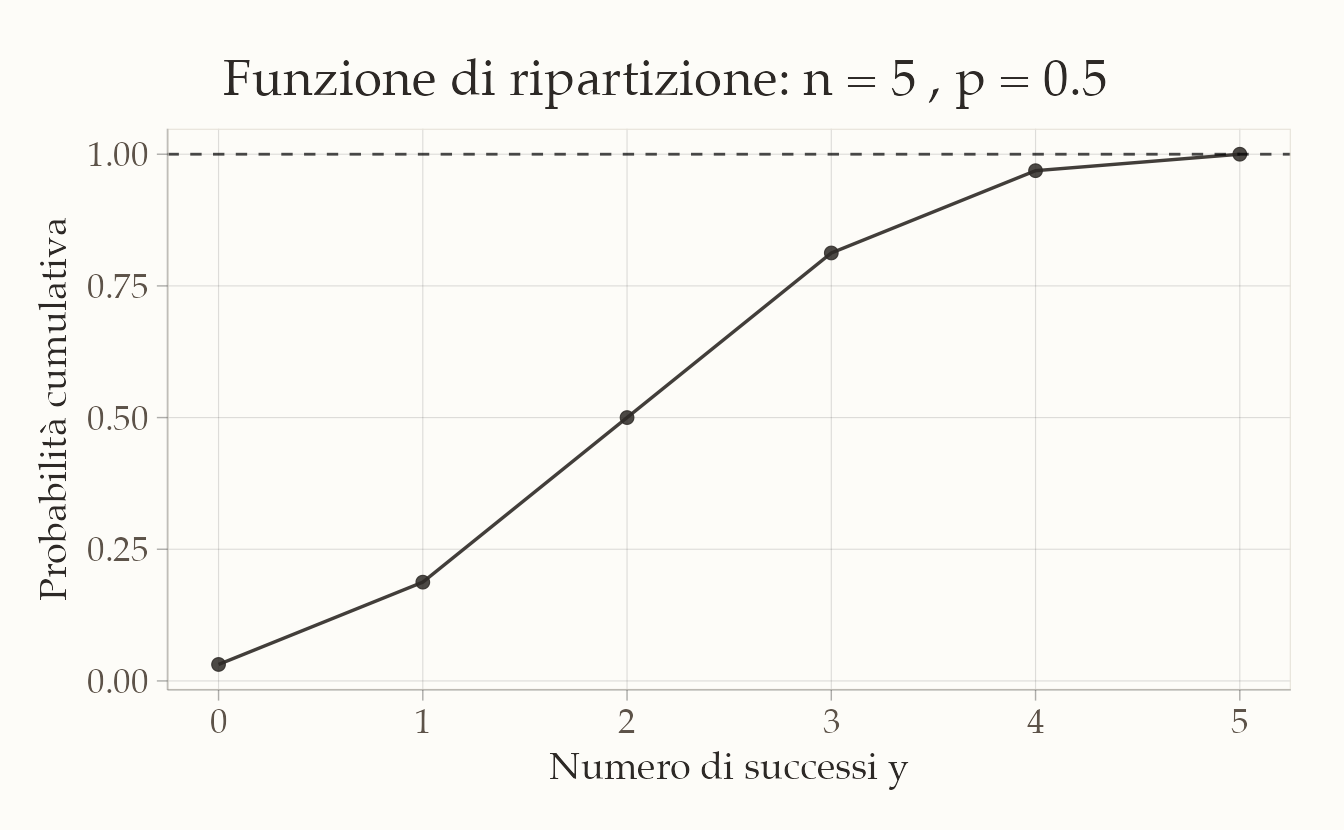 Funzione di ripartizione: n = 5 , p = 0.5
Probabilità cumulativa
1.00
0.75
0.50
0.25
0.00
0 1 2 3 4 5
Numero di successi y